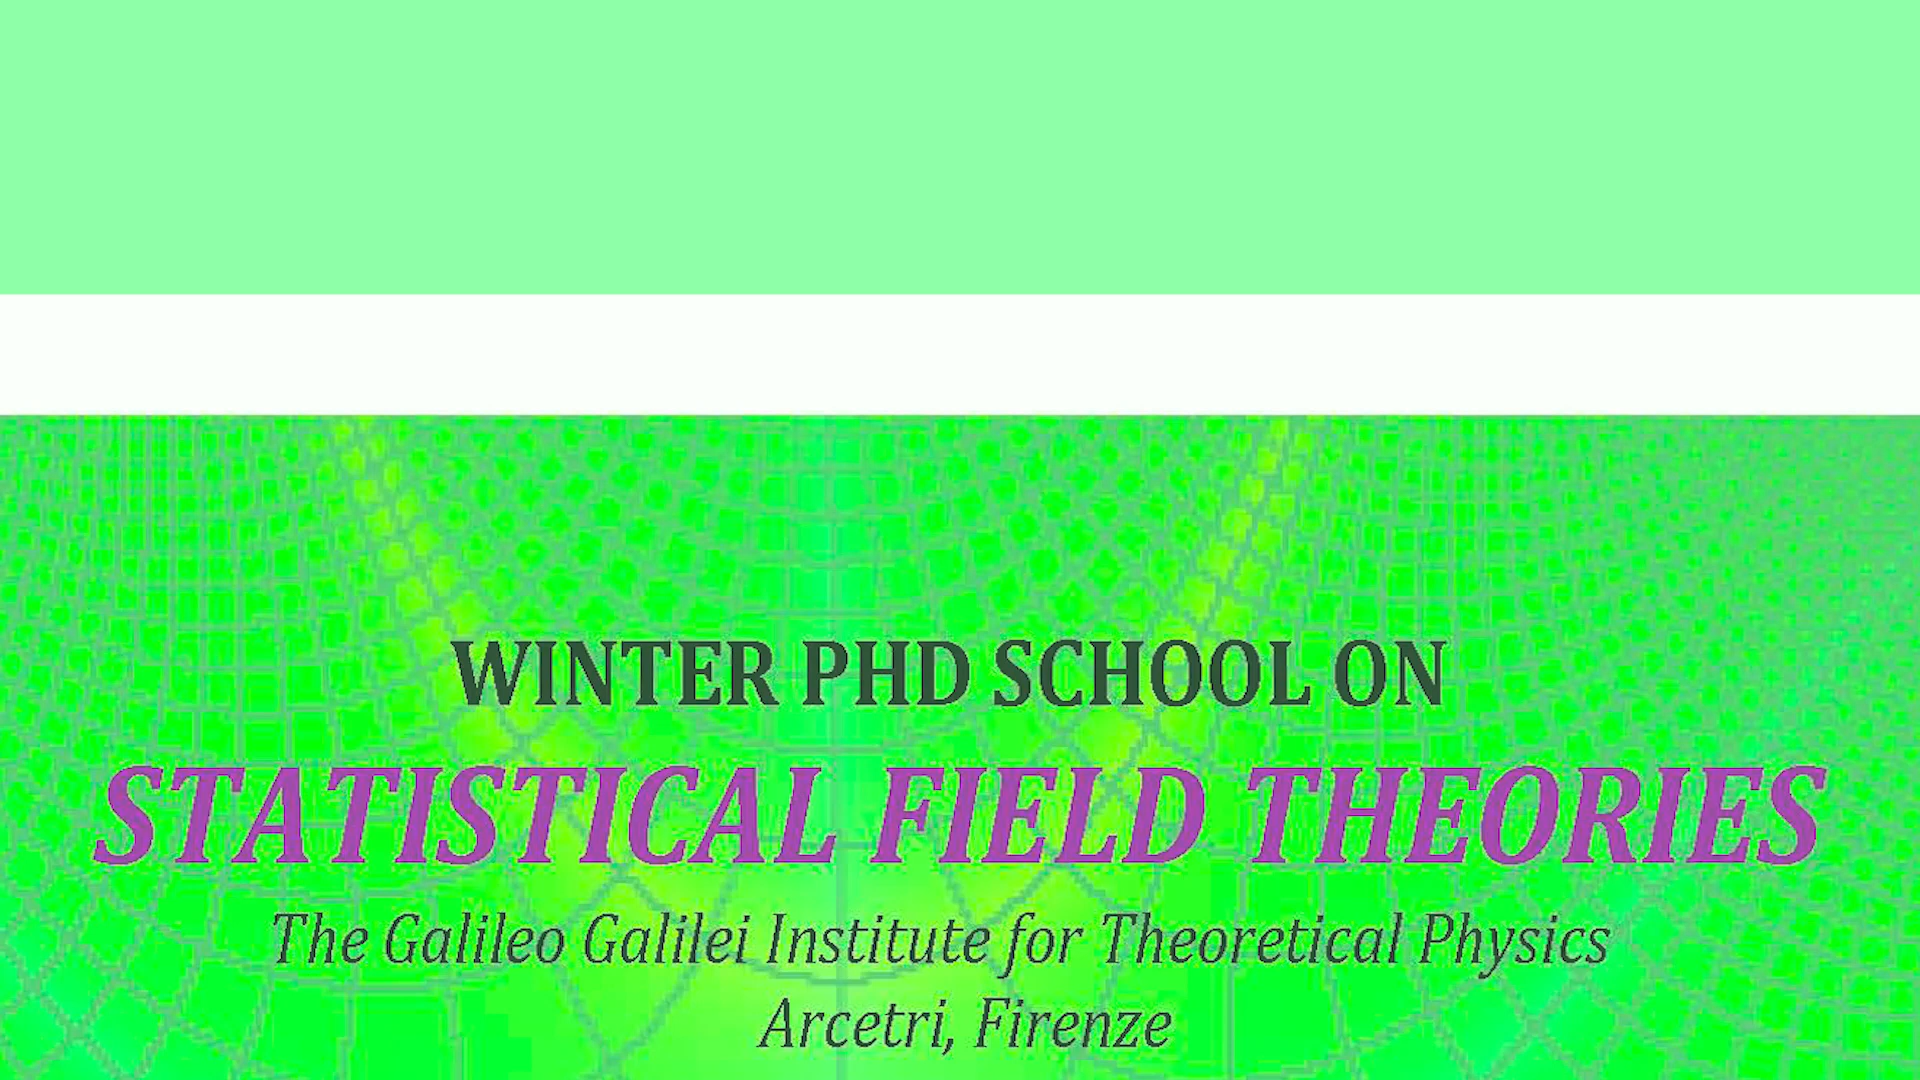 WINTER PHD SCHOOL ON
STATISTICAL FIELD THEORIES
The Galileo Galilei Institute for Theoretical Physics
Arcetri, Firenze